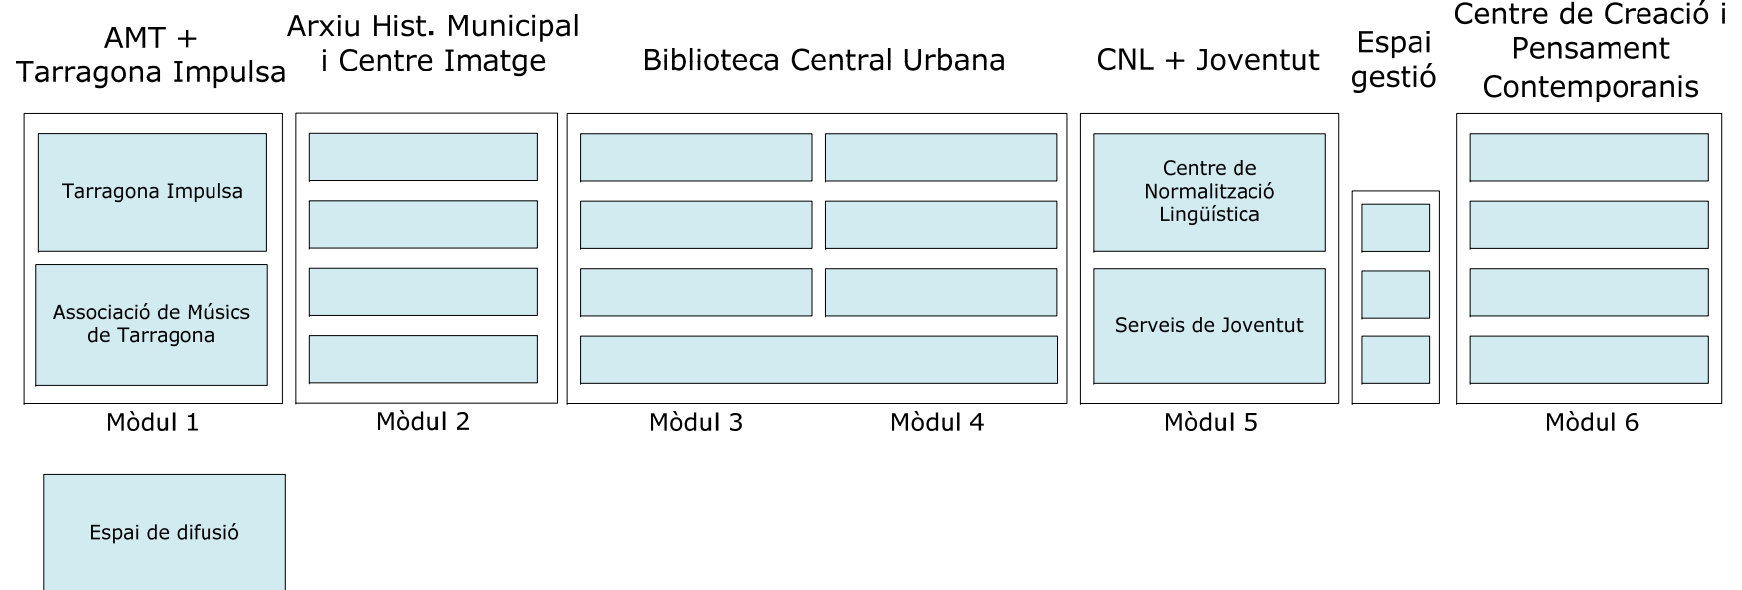 AMT +
Tarragona Impulsa
Arxiu Hist. Municipal
i Centre Imatge
Biblioteca Central Urbana
CNL + Joventut
Espai
gestió
Centre de Creació i
Pensament
Contemporanis
Tarragona Impulsa
Associació de Músics
de Tarragona
Centre de
Normalització
Lingüística
Serveis de Joventut
Mòdul 1
Mòdul 2
Mòdul 3
Mòdul 4
Mòdul 5
Mòdul 6
Espai de difusió